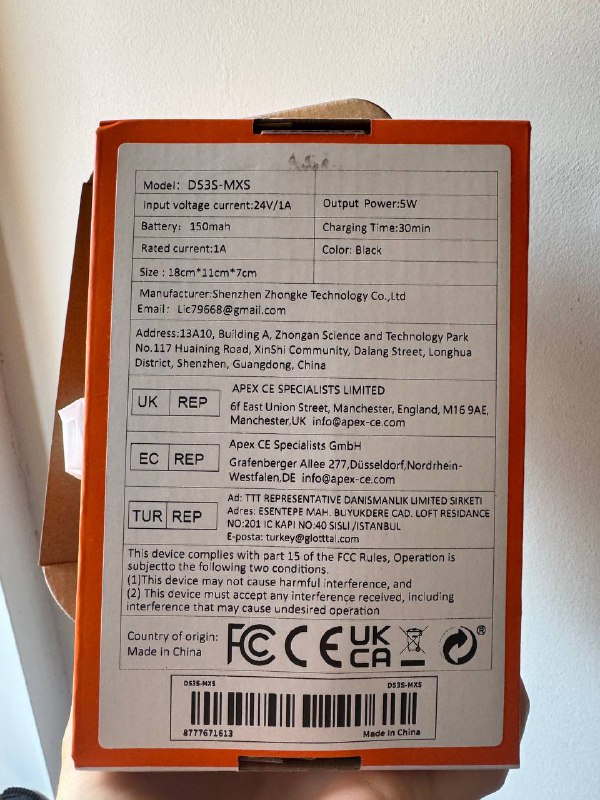 Model: D53S-MXS
Input voltage current:24V/1A
Output Power:5W
Battery: 150mah
Charging Time:30min
Rated current:1A
Color: Black
Size : 18cm*11cm*7cm
Manufacturer:Shenzhen Zhongke Technology Co.,Ltd
Email: Lic79668@gmail.com
Address:13A10, Building A, Zhongan Science and Technology Park
No.117 Huaining Road, XinShi Community, Dalang Street, Longhua
District, Shenzhen, Guangdong, China
UK REP
APEX CE SPECIALISTS LIMITED
6f East Union Street, Manchester, England, M16 9AE,
Manchester,UK info@apex-ce.com
EC REP
Apex CE Specialists GmbH
Grafenberger Allee 277,Düsseldorf,Nordrhein-
Westfalen,DE info@apex-ce.com
TUR REP
Ad: TTT REPRESENTATIVE DANISMANLIK LIMITED SIRKETI
Adres: ESENTEPE MAH. BUYUKDERE CAD. LOFT RESIDANCE
NO:201 IC KAPI NO:40 SISLI /ISTANBUL
E-posta: turkey@glotttal.com
This device complies with part 15 of the FCC Rules, Operation is
subjectto the following two conditions.
(1)This device may not cause harmful interference, and
(2) This device must accept any interference received, including
interference that may cause undesired operation
Country of origin:
Made in China
FC CE UK
CA
®
D53S-MXS
D53S-MXS
8777671613
Made In China